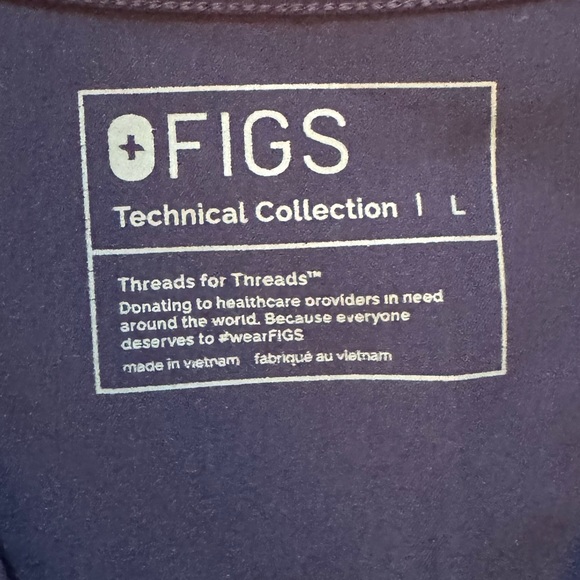 FIGS
Technical Collection | L
Threads for Threads™
Donating to healthcare providers in need
around the world. Because everyone
deserves to #wearFIGS
made in vietnam fabriqué au vietnam